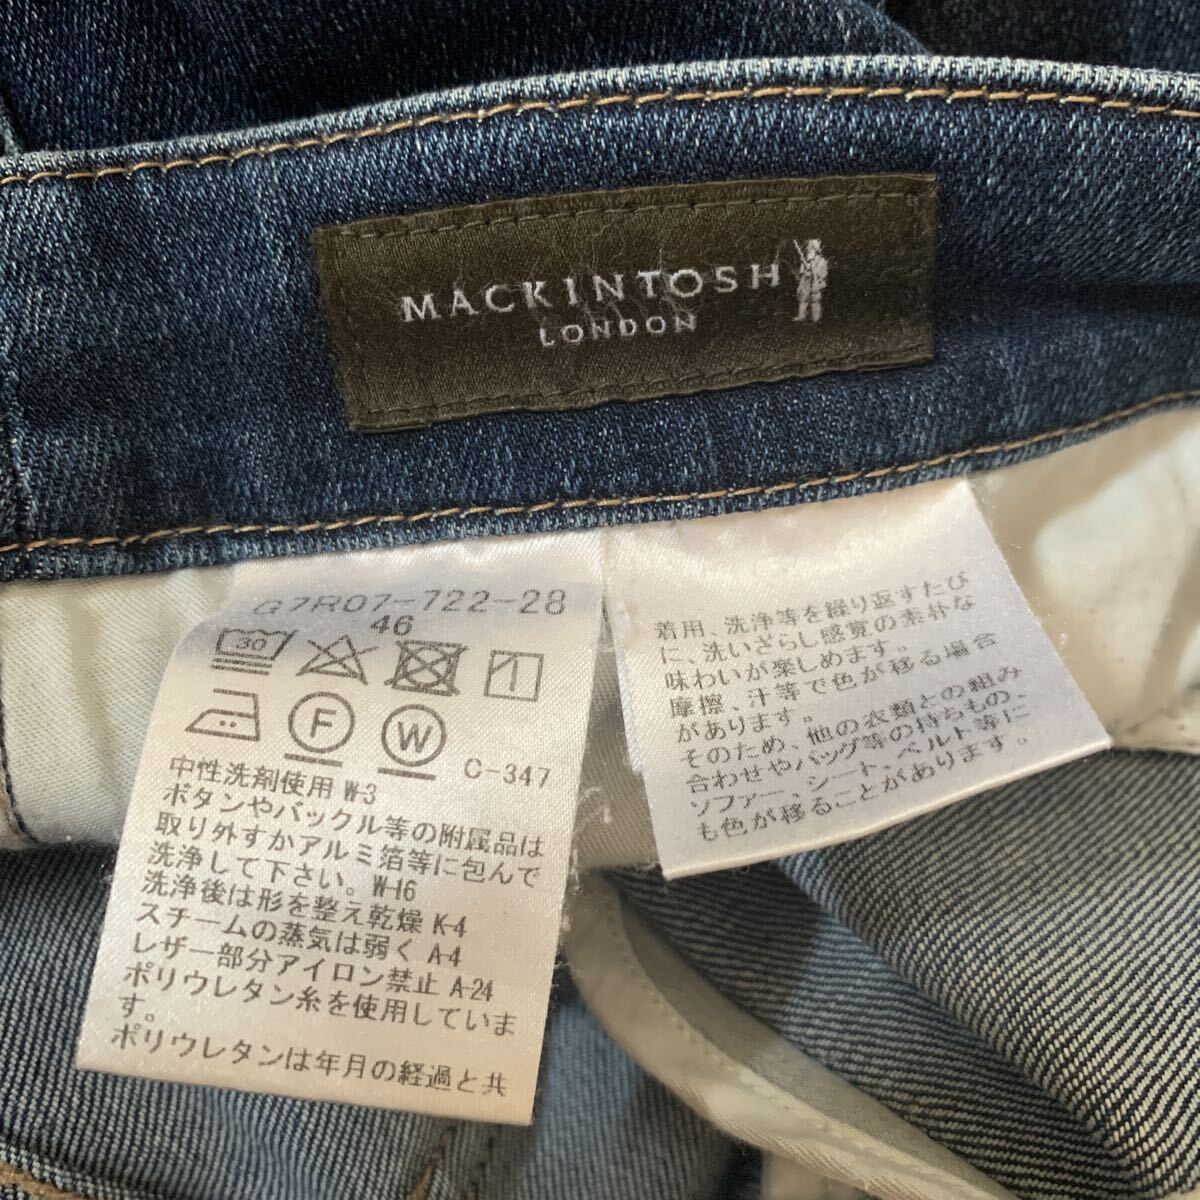 MACKINTOSH
LONDON
G7R07-722-28
46
30
F
W
C-347
中性洗剤使用 W-3
ボタンやバックル等の附属品は
取り外すかアルミ箔等に包んで
洗浄して下さい。W-16
洗浄後は形を整え乾燥 K-4
スチームの蒸気は弱く A-4
レザー部分アイロン禁止 A-24
ポリウレタン糸を使用していま
す。
ポリウレタンは年月の経過と共
着用、洗浄等を繰り返すたび
に、洗いざらし感覚の素朴な
味わいが楽しめます。
摩擦、汗等で色が移る場合
があります。
そのため、他の衣類との組み
合わせやバッグ等の持ちもの、
ソファー、シート、ベルト等に
も色が移ることがあります。